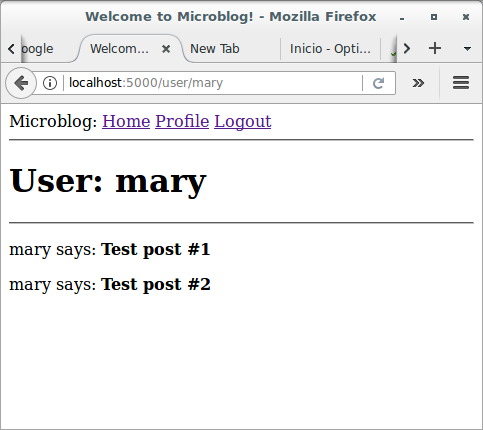 Welcome to Microblog! - Mozilla Firefox
oogle Welcom... New Tab Inicio - Opti...
localhost:5000/user/mary
Microblog: Home Profile Logout
User: mary
mary says: Test post #1
mary says: Test post #2